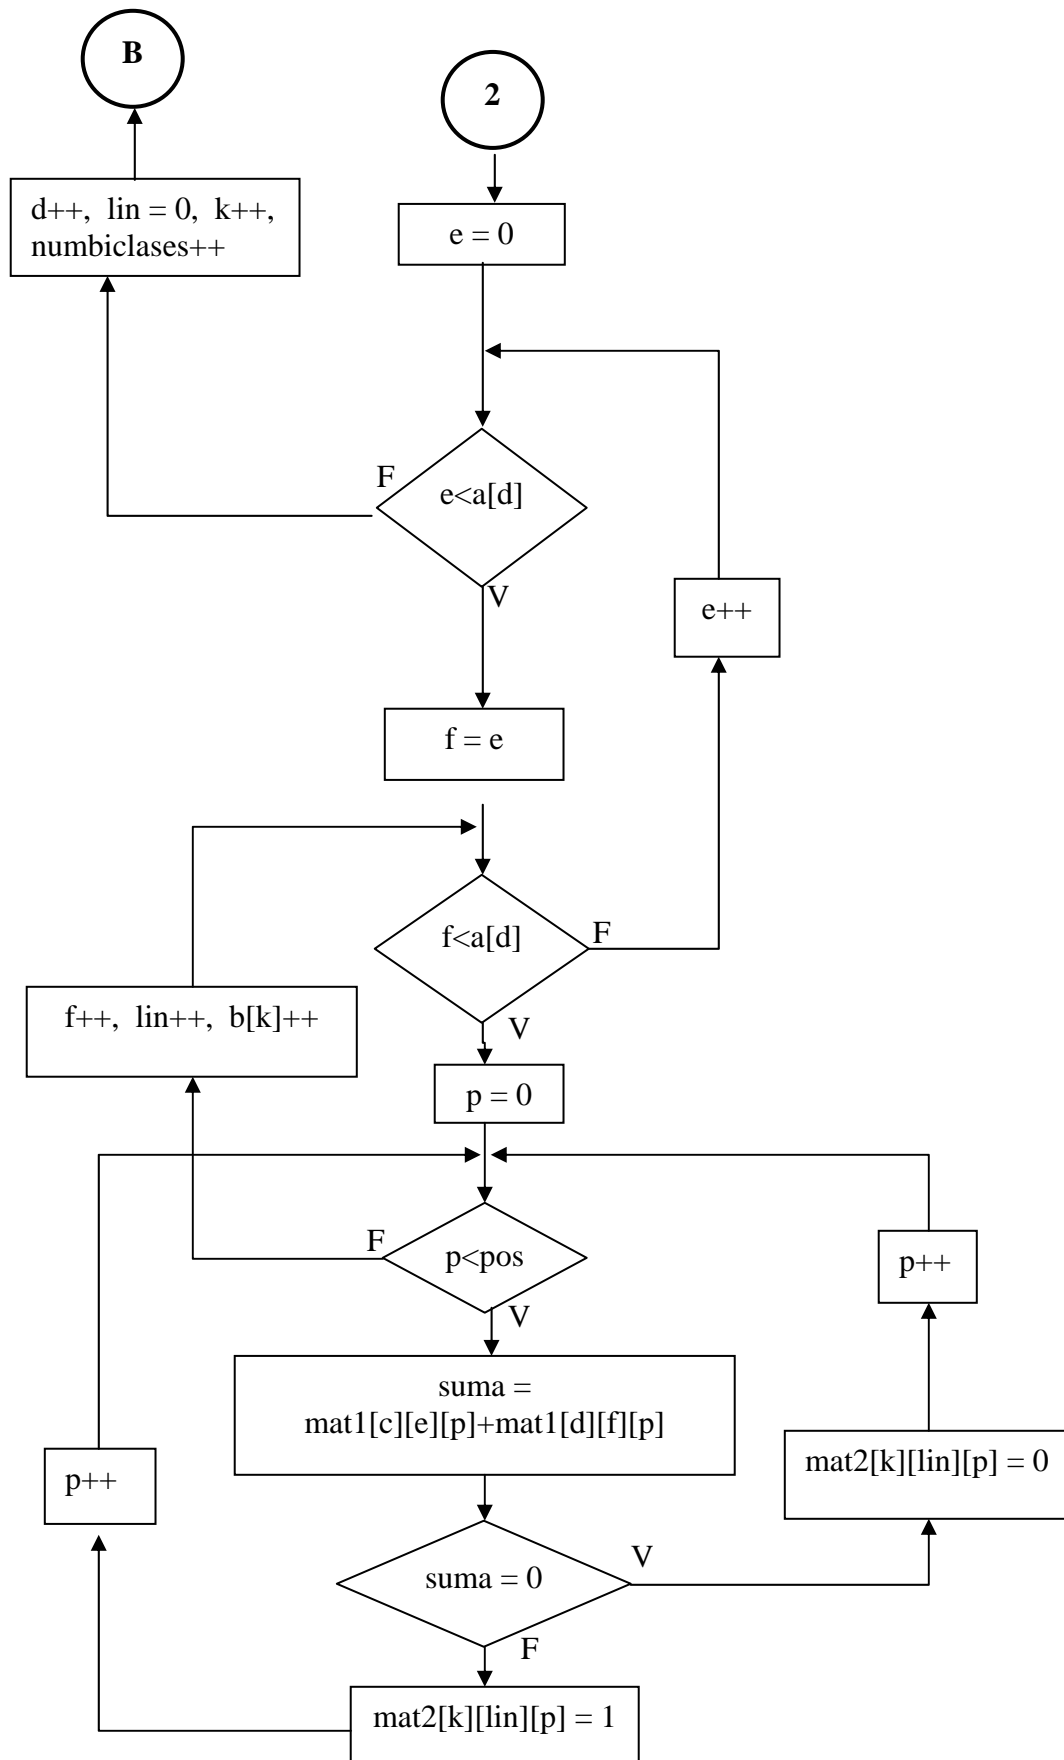 B
2
d++, lin = 0, k++,
numbiclases++
e = 0
F
e<a[d]
V
e++
f = e
f<a[d]
F
f++, lin++, b[k]++
V
p = 0
F
p<pos
p++
V
suma =
mat1[c][e][p]+mat1[d][f][p]
mat2[k][lin][p] = 0
p++
V
suma = 0
F
mat2[k][lin][p] = 1